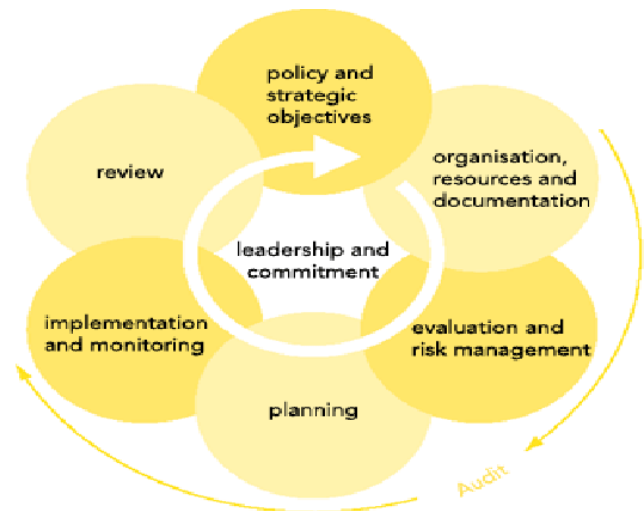 policy and
strategic
objectives
organisation,
resources and
documentation
evaluation and
risk management
planning
implementation
and monitoring
review
leadership and
commitment
Audit